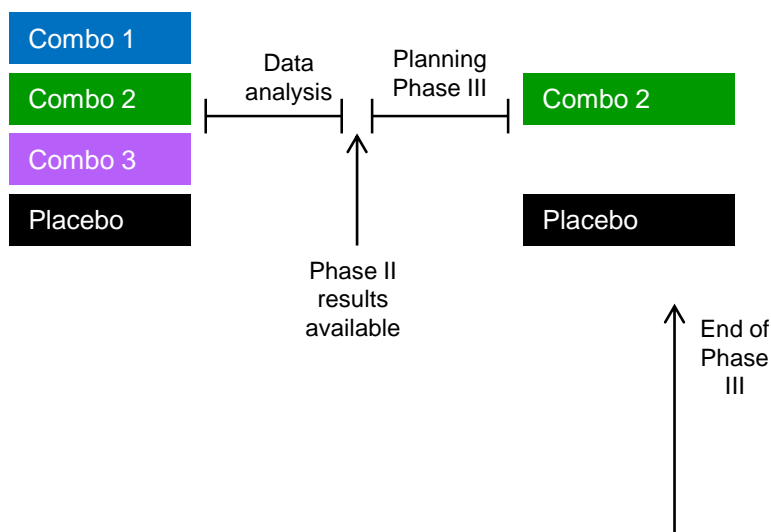 Combo 1
Combo 2
Combo 3
Placebo
Data
analysis
Phase II
results
available
Planning
Phase III
Combo 2
Placebo
End of
Phase
III